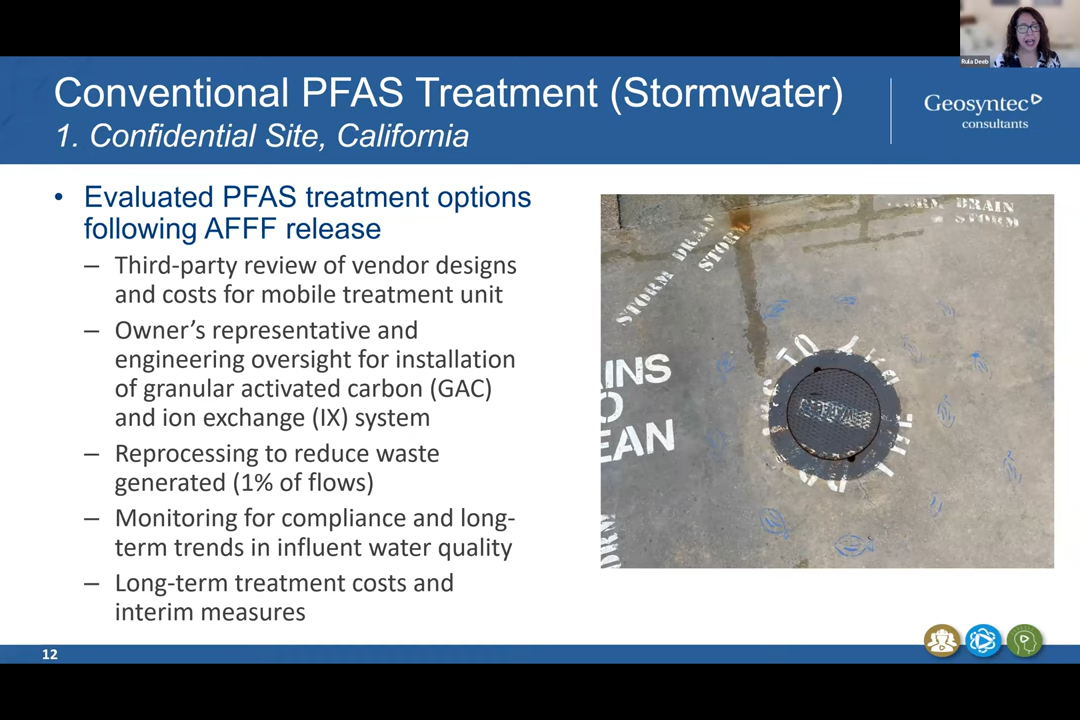 Rula Deeb
Conventional PFAS Treatment (Stormwater)
1. Confidential Site, California
Geosyntec
consultants
• Evaluated PFAS treatment options
following AFFF release
– Third-party review of vendor designs
and costs for mobile treatment unit
– Owner’s representative and
engineering oversight for installation
of granular activated carbon (GAC)
and ion exchange (IX) system
– Reprocessing to reduce waste
generated (1% of flows)
– Monitoring for compliance and long-
term trends in influent water quality
– Long-term treatment costs and
interim measures
STORM DRAIN
STORM
DRAIN
STORM
AINS
O
EAN
12